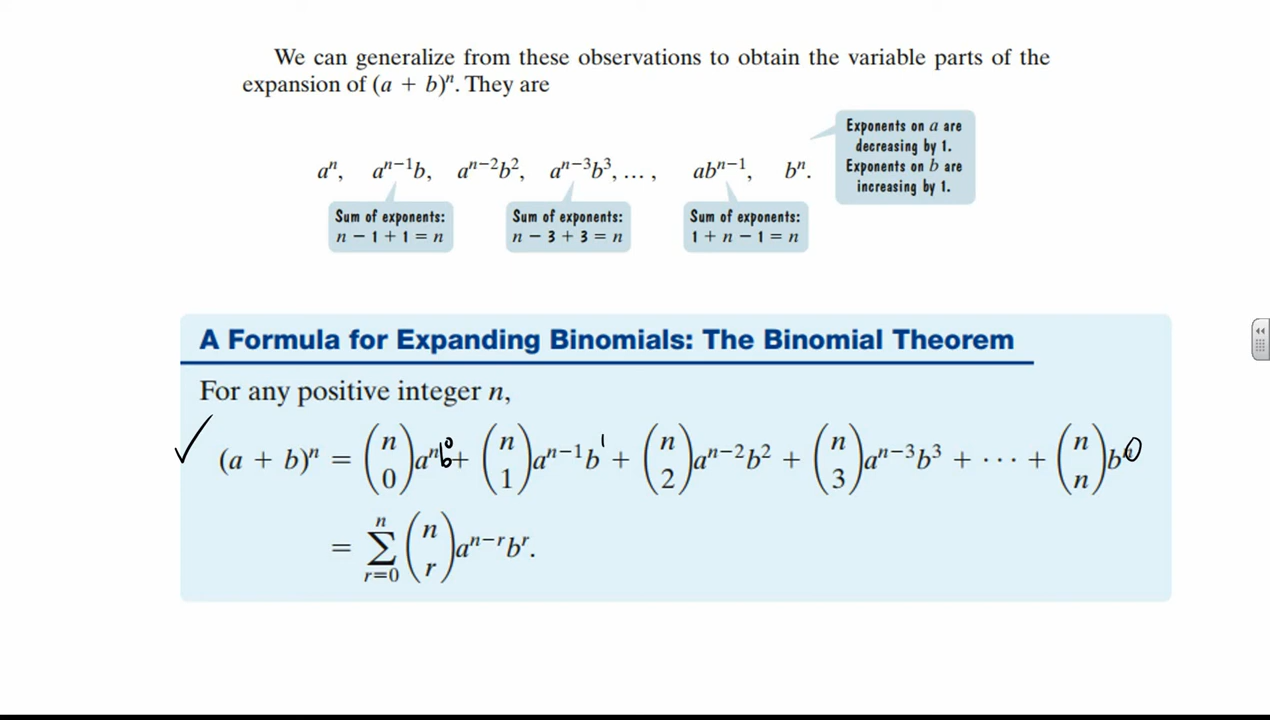 We can generalize from these observations to obtain the variable parts of the
expansion of (a + b)ⁿ. They are
Exponents on a are
decreasing by 1.
Exponents on b are
increasing by 1.
aⁿ, aⁿ⁻¹b, aⁿ⁻²b², aⁿ⁻³b³, …, abⁿ⁻¹, bⁿ.
Sum of exponents:
n − 1 + 1 = n
Sum of exponents:
n − 3 + 3 = n
Sum of exponents:
1 + n − 1 = n
A Formula for Expanding Binomials: The Binomial Theorem
For any positive integer n,
✓ (a + b)ⁿ = (n 0)aⁿb⁰ + (n 1)aⁿ⁻¹b¹ + (n 2)aⁿ⁻²b² + (n 3)aⁿ⁻³b³ + ⋯ + (n n)b
= ∑ⁿᵣ₌₀ (n r)aⁿ⁻ʳbʳ.